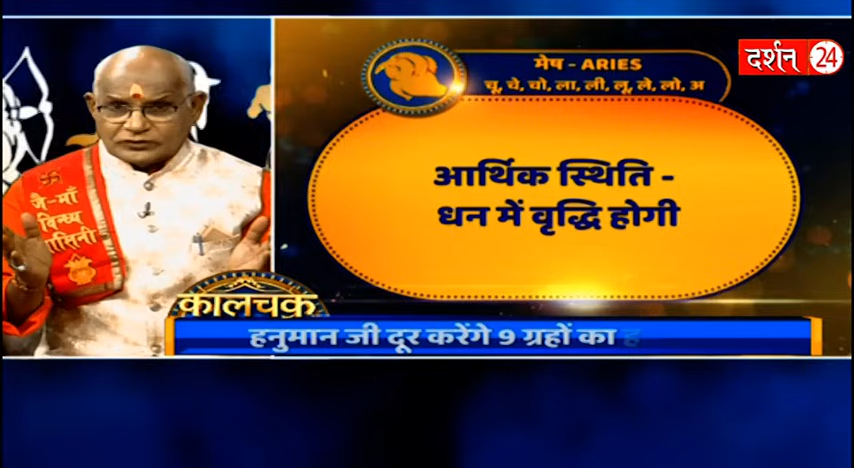 मेष - ARIES
चू, चे, चो, ला, ली, लू, ले, लो, अ
दर्शन 24
आर्थिक स्थिति -
धन में वृद्धि होगी
जै-माँ
विन्ध्य
वासिनी
कालचक्र
हनुमान जी दूर करेंगे 9 ग्रहों का